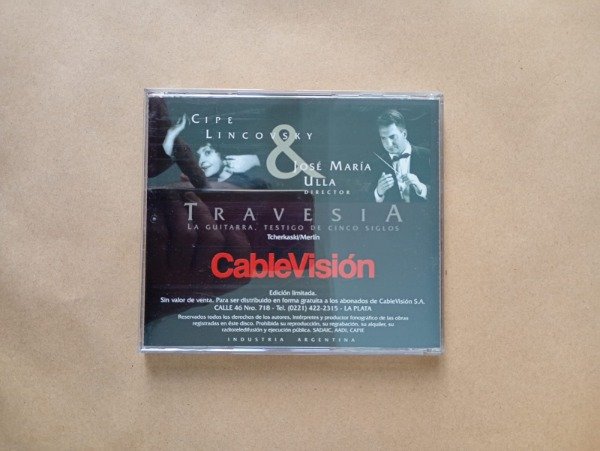 CIPE
LINCOVSKY
&
JOSÉ MARÍA
ULLA
DIRECTOR
TRAVESIA
LA GUITARRA, TESTIGO DE CINCO SIGLOS
Tcherkaski/Merlín
CableVisión
Edición limitada.
Sin valor de venta. Para ser distribuido en forma gratuita a los abonados de CableVisión S.A.
CALLE 46 Nro. 718 - Tel. (0221) 422-2315 - LA PLATA
Reservados todos los derechos de los autores, intérpretes y productor fonográfico de las obras
registradas en éste disco. Prohibida su reproducción, su regrabación, su alquiler, su
radioteledifusión y ejecución pública. SADAIC, AADI, CAPIF
INDUSTRIA ARGENTINA